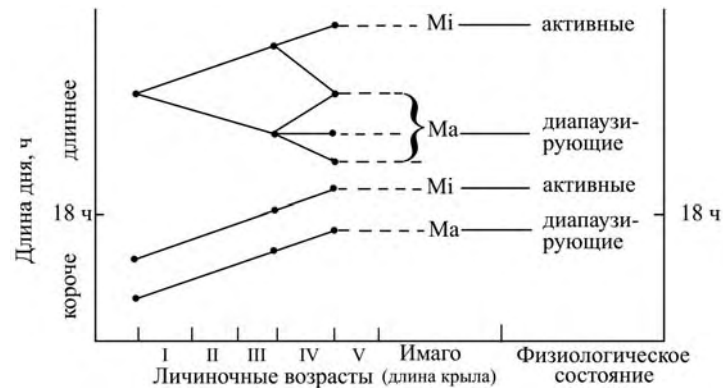 Mi активные
длиннее
Ma диапаузи-
рующие
Mi активные
Длина дня, ч
18 ч
18 ч
Ma диапаузи-
рующие
короче
I II III IV V Имаго Физиологическое
Личиночные возрасты (длина крыла) состояние